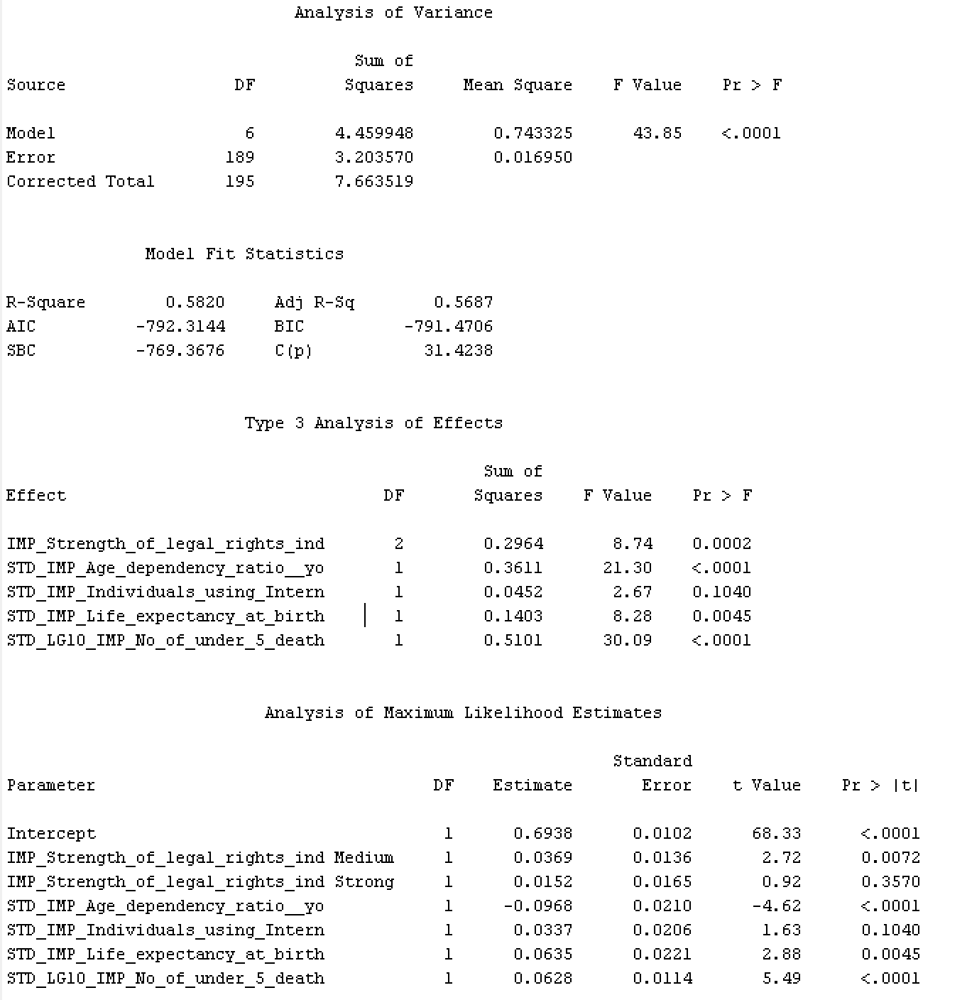 Analysis of Variance
Sum of
Source DF Squares Mean Square F Value Pr > F
Model 6 4.459948 0.743325 43.85 <.0001
Error 189 3.203570 0.016950
Corrected Total 195 7.663519
Model Fit Statistics
R-Square 0.5820 Adj R-Sq 0.5687
AIC -792.3144 BIC -791.4706
SBC -769.3676 C(p) 31.4238
Type 3 Analysis of Effects
Sum of
Effect DF Squares F Value Pr > F
IMP_Strength_of_legal_rights_ind 2 0.2964 8.74 0.0002
STD_IMP_Age_dependency_ratio__yo 1 0.3611 21.30 <.0001
STD_IMP_Individuals_using_Intern 1 0.0452 2.67 0.1040
STD_IMP_Life_expectancy_at_birth 1 0.1403 8.28 0.0045
STD_LG10_IMP_No_of_under_5_death 1 0.5101 30.09 <.0001
Analysis of Maximum Likelihood Estimates
Standard
Parameter DF Estimate Error t Value Pr > |t|
Intercept 1 0.6938 0.0102 68.33 <.0001
IMP_Strength_of_legal_rights_ind Medium 1 0.0369 0.0136 2.72 0.0072
IMP_Strength_of_legal_rights_ind Strong 1 0.0152 0.0165 0.92 0.3570
STD_IMP_Age_dependency_ratio__yo 1 -0.0968 0.0210 -4.62 <.0001
STD_IMP_Individuals_using_Intern 1 0.0337 0.0206 1.63 0.1040
STD_IMP_Life_expectancy_at_birth 1 0.0635 0.0221 2.88 0.0045
STD_LG10_IMP_No_of_under_5_death 1 0.0628 0.0114 5.49 <.0001